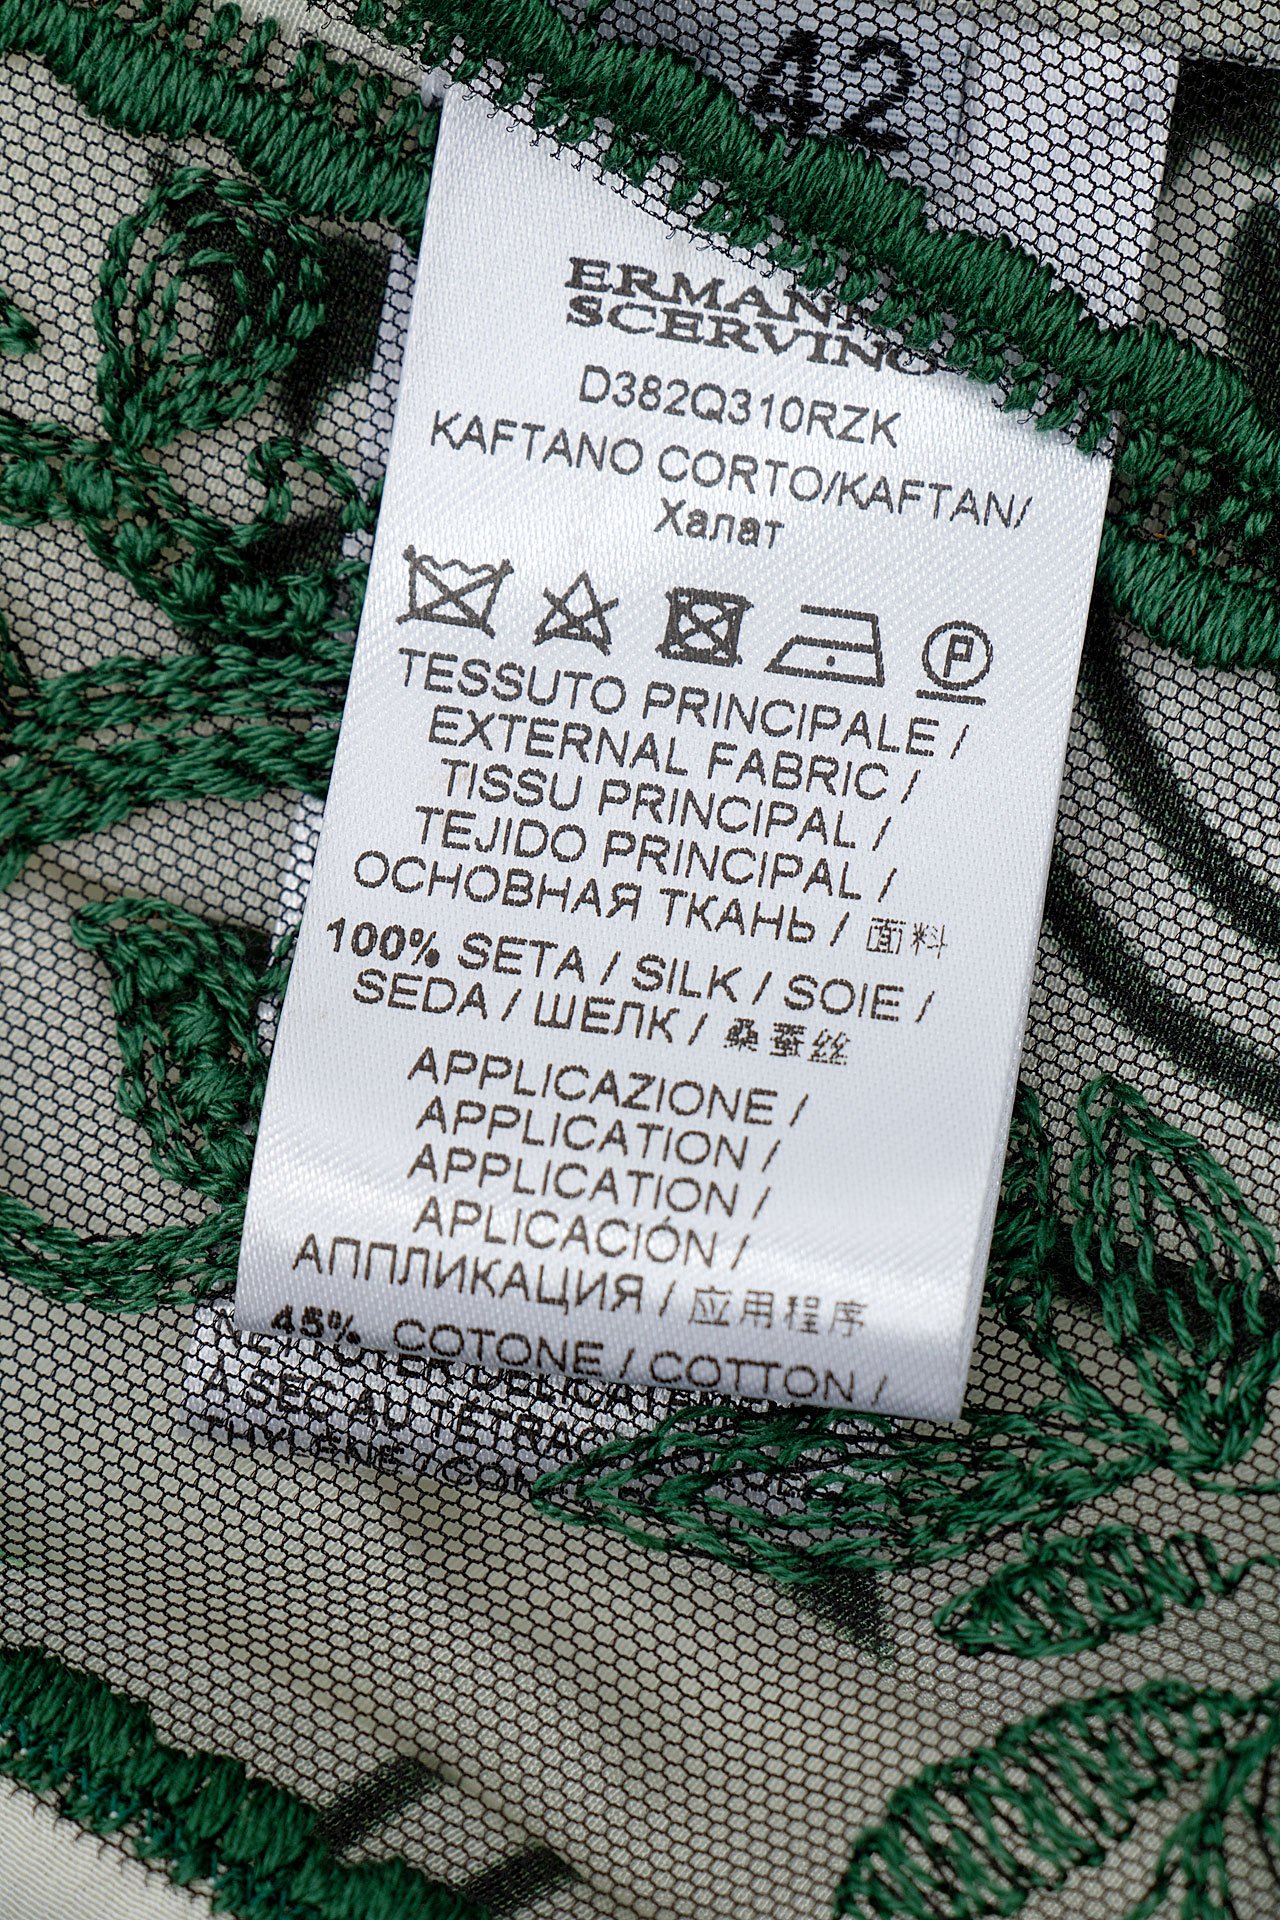 42
ERMANNO
SCERVINO
D382Q310RZK
KAFTANO CORTO/KAFTAN/
Халат
P
TESSUTO PRINCIPALE /
EXTERNAL FABRIC /
TISSU PRINCIPAL /
TEJIDO PRINCIPAL /
ОСНОВНАЯ ТКАНЬ / 面料
100% SETA / SILK / SOIE /
SEDA / ШЕЛК / 桑蚕丝
APPLICAZIONE /
APPLICATION /
APPLICATION /
APLICACIÓN /
АППЛИКАЦИЯ / 应用程序
45% COTONE / COTTON /
À SEC AU